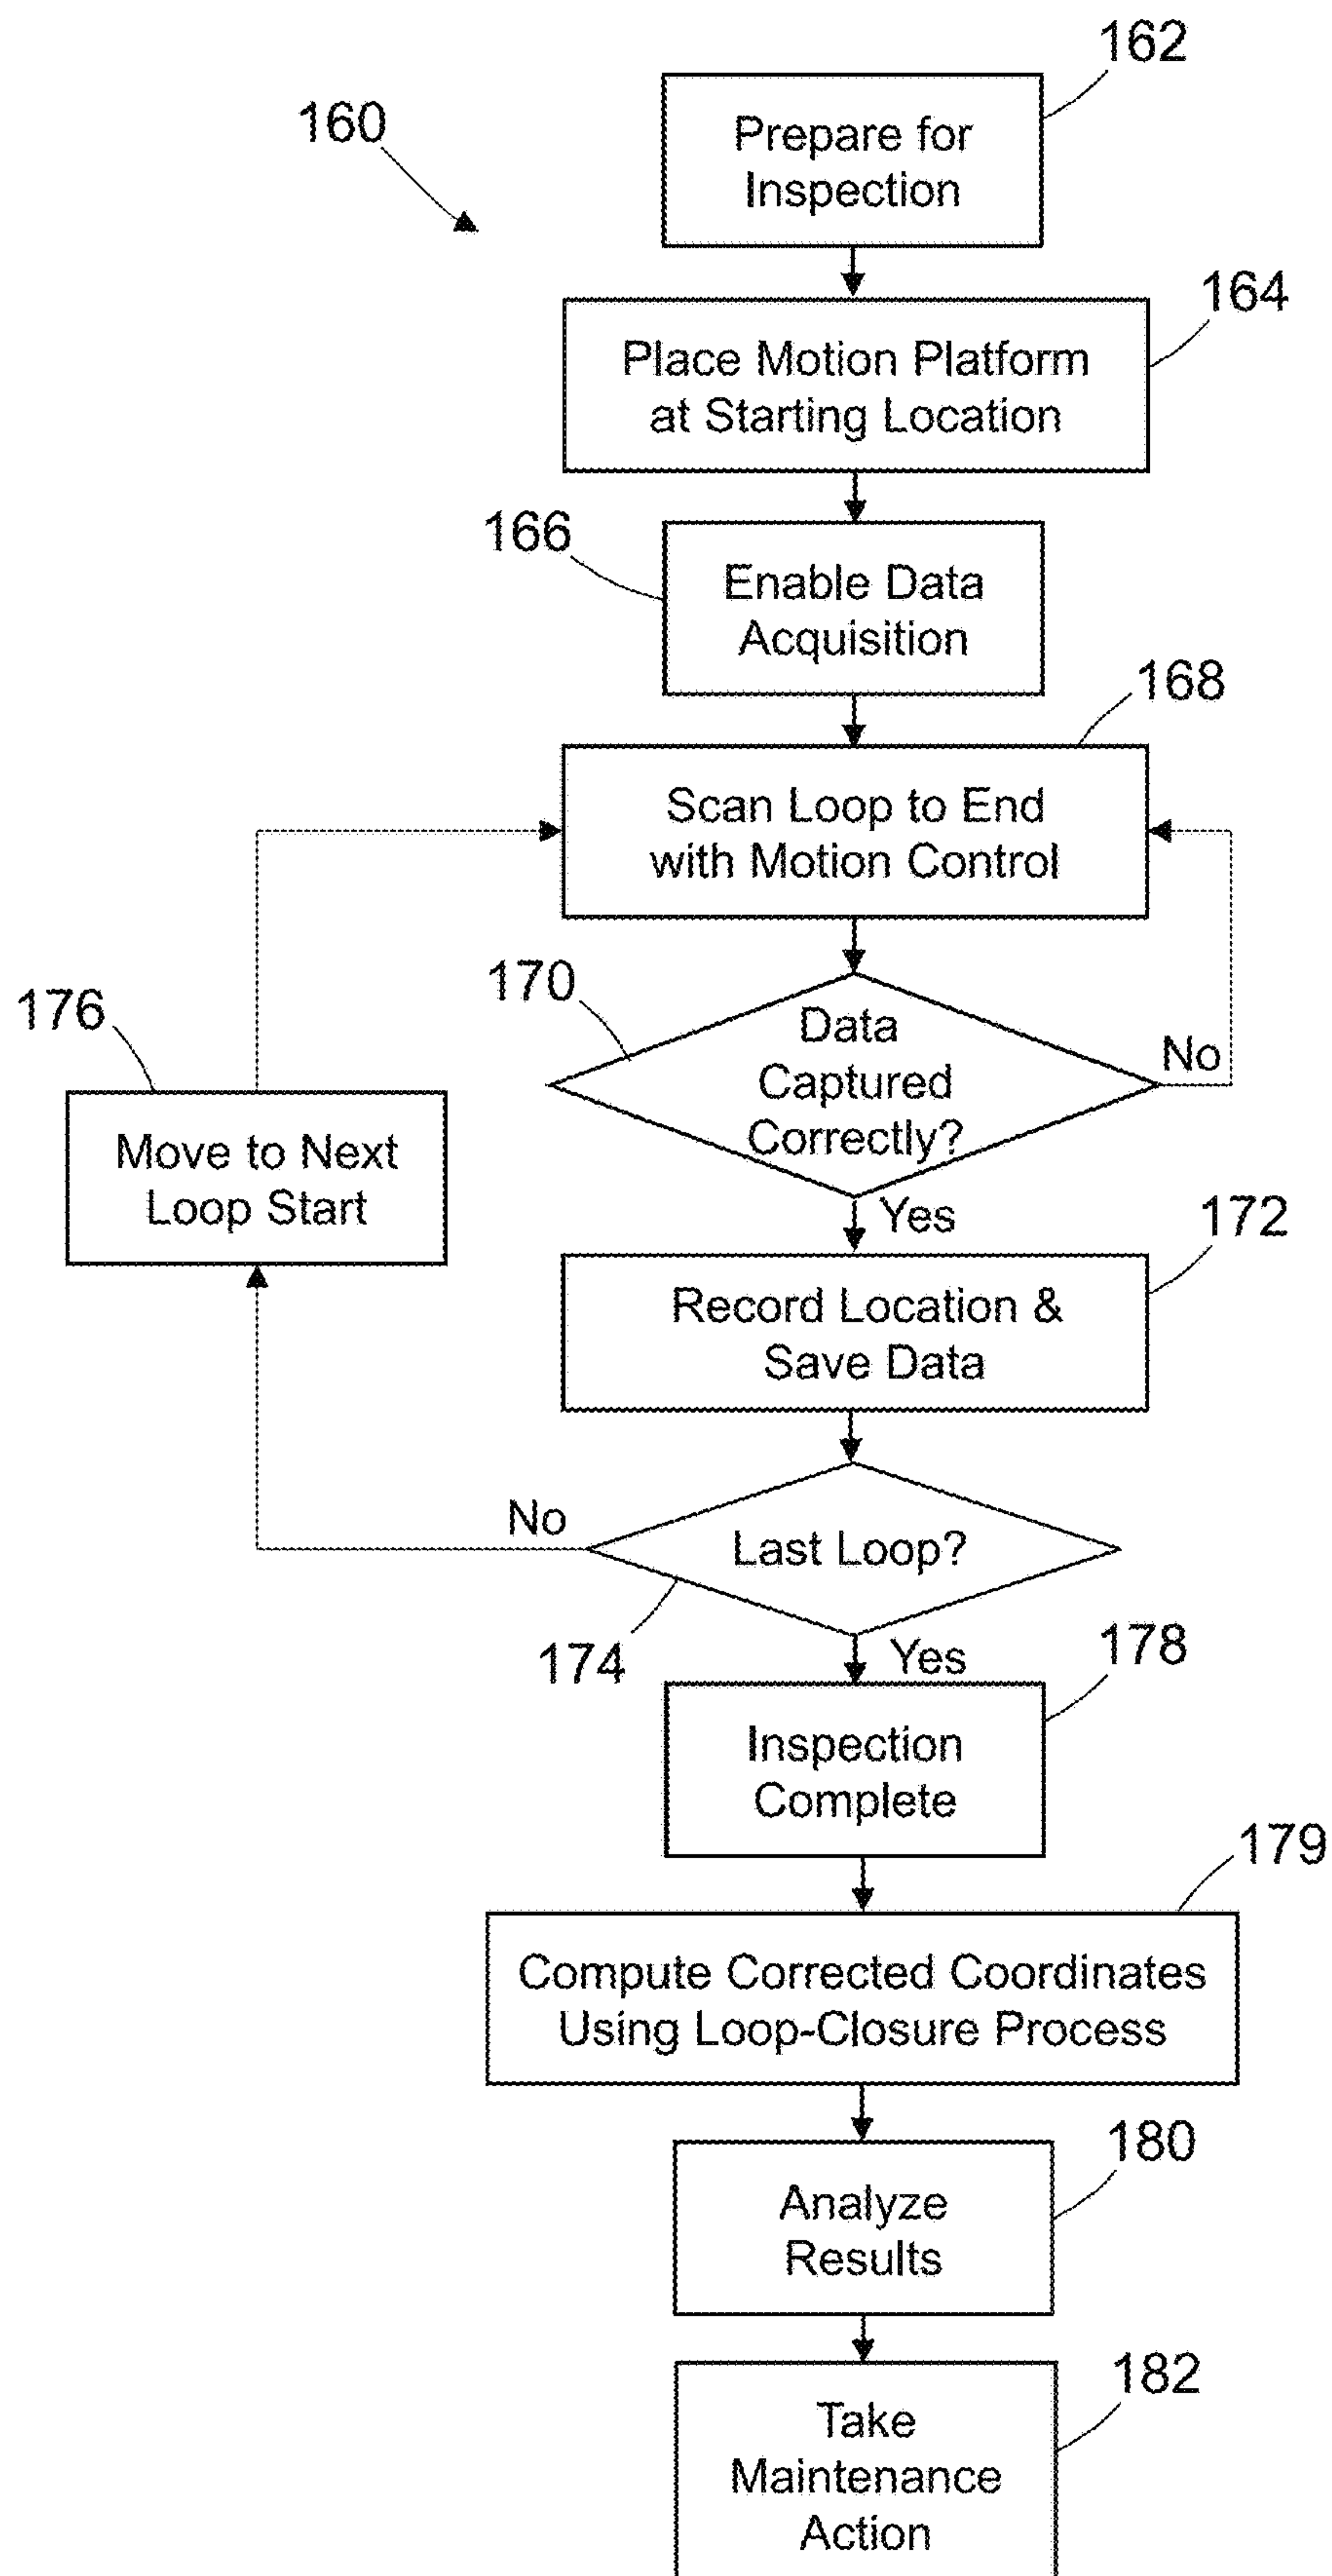 162
160
Prepare for
Inspection
164
Place Motion Platform
at Starting Location
166
Enable Data
Acquisition
168
Scan Loop to End
with Motion Control
170
Data
Captured
Correctly?
No
176
Move to Next
Loop Start
Yes
172
Record Location &
Save Data
No
Last Loop?
174
Yes
178
Inspection
Complete
179
Compute Corrected Coordinates
Using Loop-Closure Process
180
Analyze
Results
182
Take
Maintenance
Action